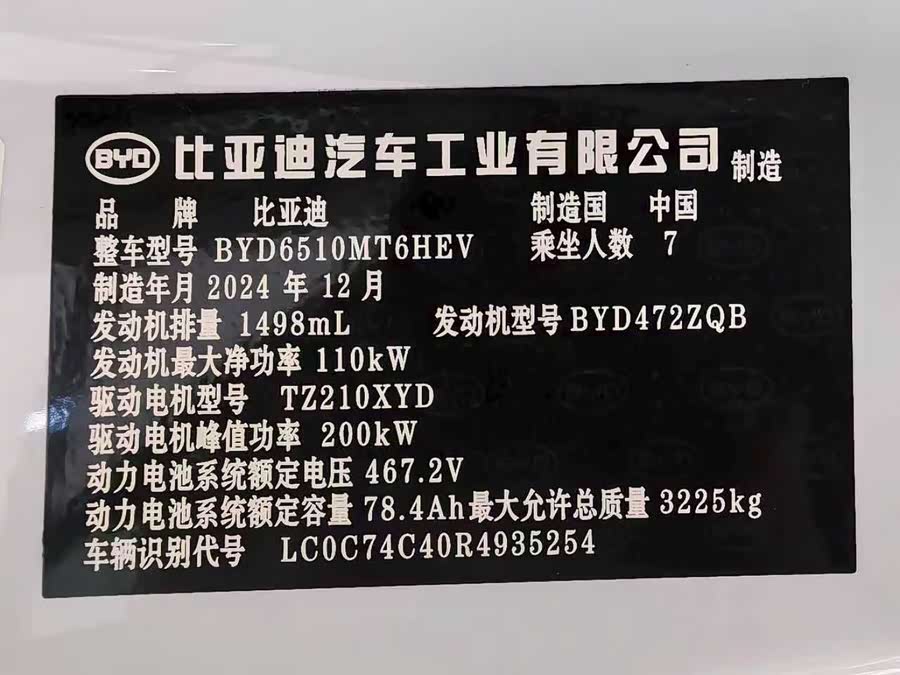 BYD 比亚迪汽车工业有限公司 制造
品 牌 比亚迪 制造国 中国
整车型号 BYD6510MT6HEV 乘坐人数 7
制造年月 2024 年 12 月
发动机排量 1498mL 发动机型号 BYD472ZQB
发动机最大净功率 110kW
驱动电机型号 TZ210XYD
驱动电机峰值功率 200kW
动力电池系统额定电压 467.2V
动力电池系统额定容量 78.4Ah 最大允许总质量 3225kg
车辆识别代号 LC0C74C40R4935254